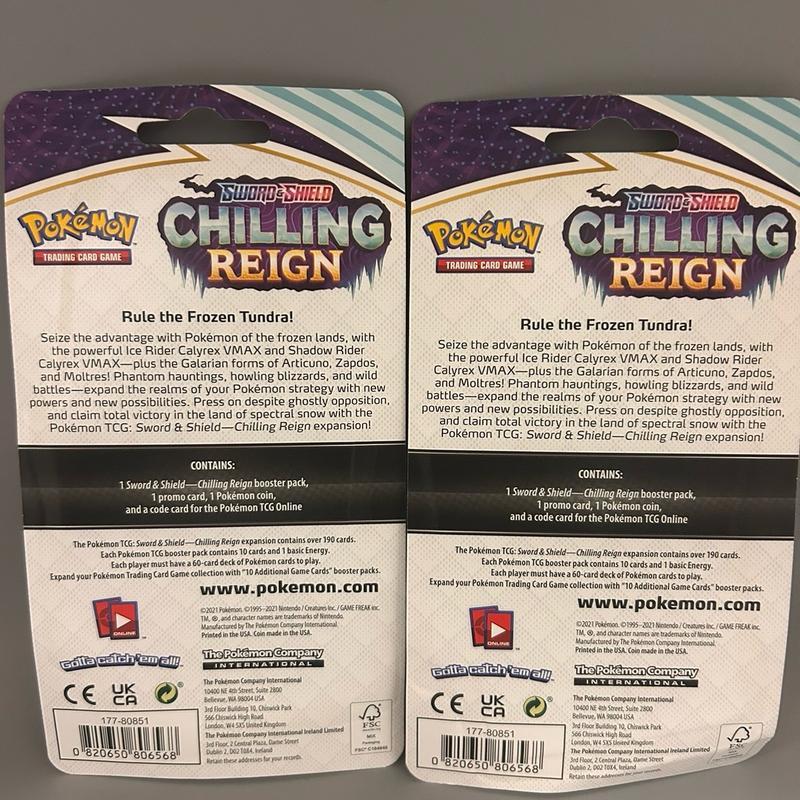 SWORD & SHIELD
POKéMON
CHILLING
TRADING CARD GAME
REIGN
Rule the Frozen Tundra!
Seize the advantage with Pokémon of the frozen lands, with
the powerful Ice Rider Calyrex VMAX and Shadow Rider
Calyrex VMAX—plus the Galarian forms of Articuno, Zapdos,
and Moltres! Phantom hauntings, howling blizzards, and wild
battles—expand the realms of your Pokémon strategy with new
powers and new possibilities. Press on despite ghostly opposition,
and claim total victory in the land of spectral snow with the
Pokémon TCG: Sword & Shield—Chilling Reign expansion!
CONTAINS:
1 Sword & Shield—Chilling Reign booster pack,
1 promo card, 1 Pokémon coin,
and a code card for the Pokémon TCG Online
The Pokémon TCG: Sword & Shield—Chilling Reign expansion contains over 190 cards.
Each Pokémon TCG booster pack contains 10 cards and 1 basic Energy.
Each player must have a 60-card deck of Pokémon cards to play.
Expand your Pokémon Trading Card Game collection with "10 Additional Game Cards" booster packs.
www.pokemon.com
©2021 Pokémon. ©1995–2021 Nintendo / Creatures Inc. / GAME FREAK inc.
TM, ®, and character names are trademarks of Nintendo.
Manufactured by The Pokémon Company International.
Printed in the USA. Coin made in the USA.
ONLINE
Gotta catch 'em all!
The Pokémon Company
INTERNATIONAL
The Pokémon Company International
10400 NE 4th Street, Suite 2800
Bellevue, WA 98004 USA
3rd Floor Building 10, Chiswick Park
566 Chiswick High Road
London, W4 5XS United Kingdom
The Pokémon Company International Ireland Limited
3rd Floor, 2 Central Plaza, Dame Street
Dublin 2, D02 T0X4, Ireland
Retain these addresses for your records.
CE UK
CA
177-80851
0 820650 806568
FSC
MIX
Packaging
SWORD & SHIELD
POKéMON
CHILLING
TRADING CARD GAME
REIGN
Rule the Frozen Tundra!
Seize the advantage with Pokémon of the frozen lands, with
the powerful Ice Rider Calyrex VMAX and Shadow Rider
Calyrex VMAX—plus the Galarian forms of Articuno, Zapdos,
and Moltres! Phantom hauntings, howling blizzards, and wild
battles—expand the realms of your Pokémon strategy with new
powers and new possibilities. Press on despite ghostly opposition,
and claim total victory in the land of spectral snow with the
Pokémon TCG: Sword & Shield—Chilling Reign expansion!
CONTAINS:
1 Sword & Shield—Chilling Reign booster pack,
1 promo card, 1 Pokémon coin,
and a code card for the Pokémon TCG Online
The Pokémon TCG: Sword & Shield—Chilling Reign expansion contains over 190 cards.
Each Pokémon TCG booster pack contains 10 cards and 1 basic Energy.
Each player must have a 60-card deck of Pokémon cards to play.
Expand your Pokémon Trading Card Game collection with "10 Additional Game Cards" booster packs.
www.pokemon.com
©2021 Pokémon. ©1995–2021 Nintendo / Creatures Inc. / GAME FREAK inc.
TM, ®, and character names are trademarks of Nintendo.
Manufactured by The Pokémon Company International.
Printed in the USA. Coin made in the USA.
ONLINE
Gotta catch 'em all!
The Pokémon Company
INTERNATIONAL
The Pokémon Company International
10400 NE 4th Street, Suite 2800
Bellevue, WA 98004 USA
3rd Floor Building 10, Chiswick Park
566 Chiswick High Road
London, W4 5XS United Kingdom
The Pokémon Company International Ireland Limited
3rd Floor, 2 Central Plaza, Dame Street
Dublin 2, D02 T0X4, Ireland
Retain these addresses for your records.
CE UK
CA
177-80851
0 820650 806568
FSC